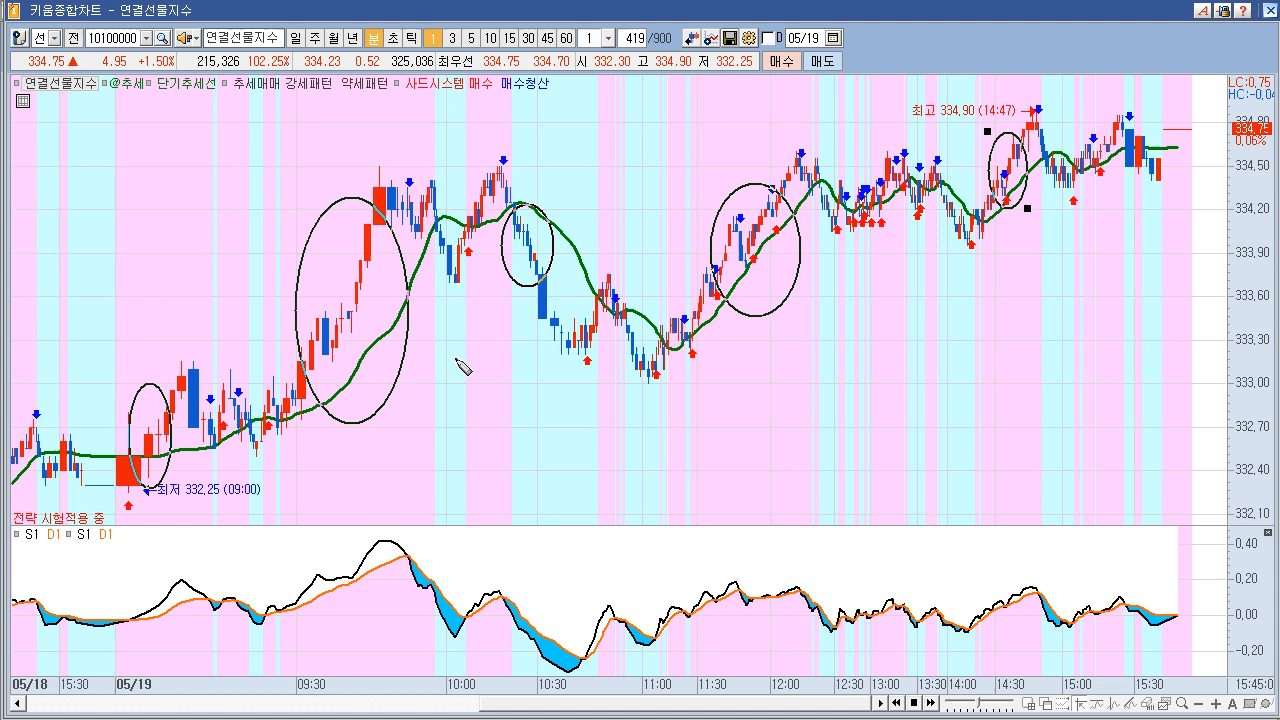 키움종합차트 - 연결선물지수
선 전 10100000 연결선물지수 일 주 월 년 분 초 틱 1 3 5 10 15 30 45 60 1 419 /900 D 05/19
334.75▲ 4.95 +1.50% 215,326 102.25% 334.23 0.52 325,036 최우선 334.75 334.70 시 332.30 고 334.90 저 332.25 매수 매도
연결선물지수 @추세 단기추세선 추세매매 강세패턴 약세패턴 사드시스템 매수 매수청산
LC:0.75
HC:-0.04
최고 334,90 (14:47)→
334,80
334,75
0,06%
334,50
334,20
333,90
333,60
333,30
333,00
332,70
332,40
←최저 332,25 (09:00)
332,10
전략 시험적용 중
S1 D1 S1 D1
0,40
0,20
0,00
-0,20
05/18 15:30 05/19 09:30 10:00 10:30 11:00 11:30 12:00 12:30 13:00 13:30 14:00 14:30 15:00 15:30 15:45:0